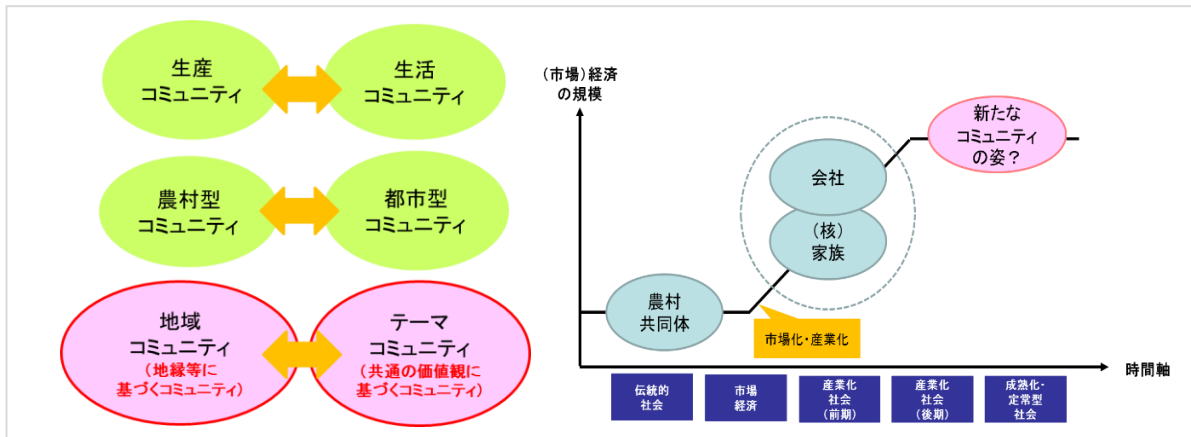 生産
コミュニティ
生活
コミュニティ
農村型
コミュニティ
都市型
コミュニティ
地域
コミュニティ
(地縁等に
基づくコミュニティ)
テーマ
コミュニティ
(共通の価値観に
基づくコミュニティ)
(市場)経済
の規模
新たな
コミュニティ
の姿？
会社
(核)
家族
農村
共同体
市場化・産業化
時間軸
伝統的
社会
市場
経済
産業化
社会
(前期)
産業化
社会
(後期)
成熟化・
定常型
社会